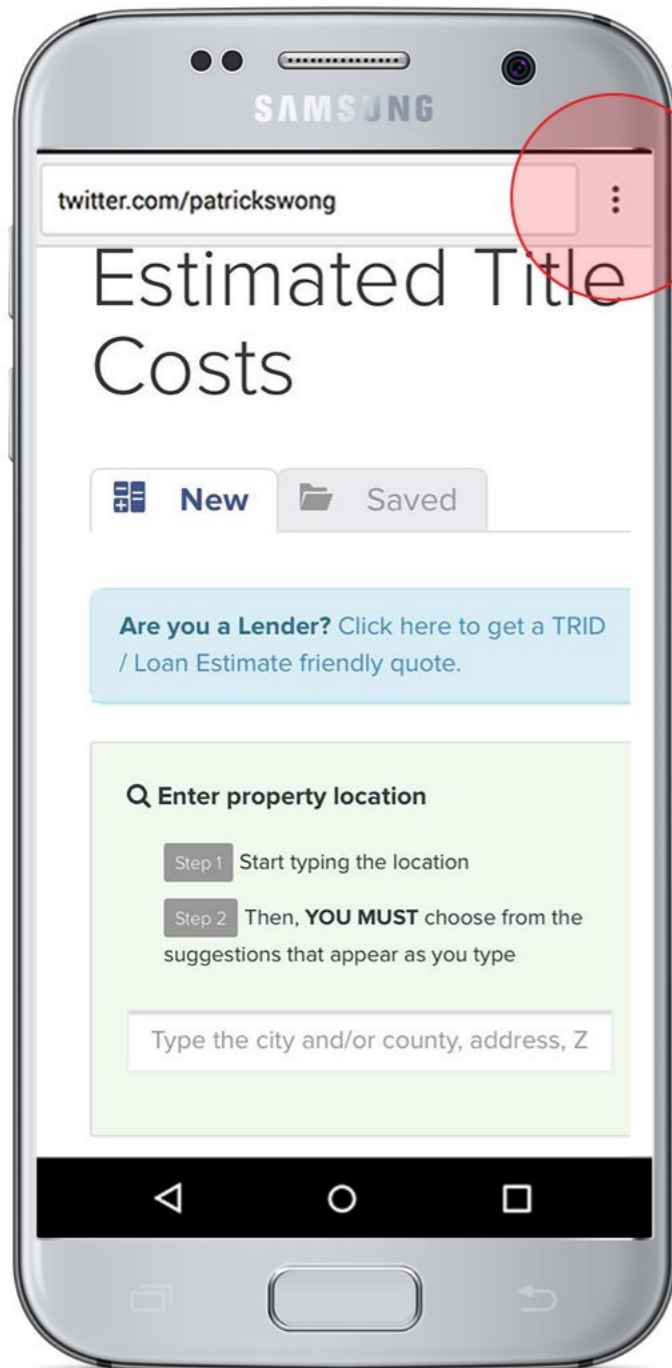 SAMSUNG
twitter.com/patrickswong
Estimated Title
Costs
New Saved
Are you a Lender? Click here to get a TRID
/ Loan Estimate friendly quote.
Enter property location
Step 1 Start typing the location
Step 2 Then, YOU MUST choose from the
suggestions that appear as you type
Type the city and/or county, address, Z